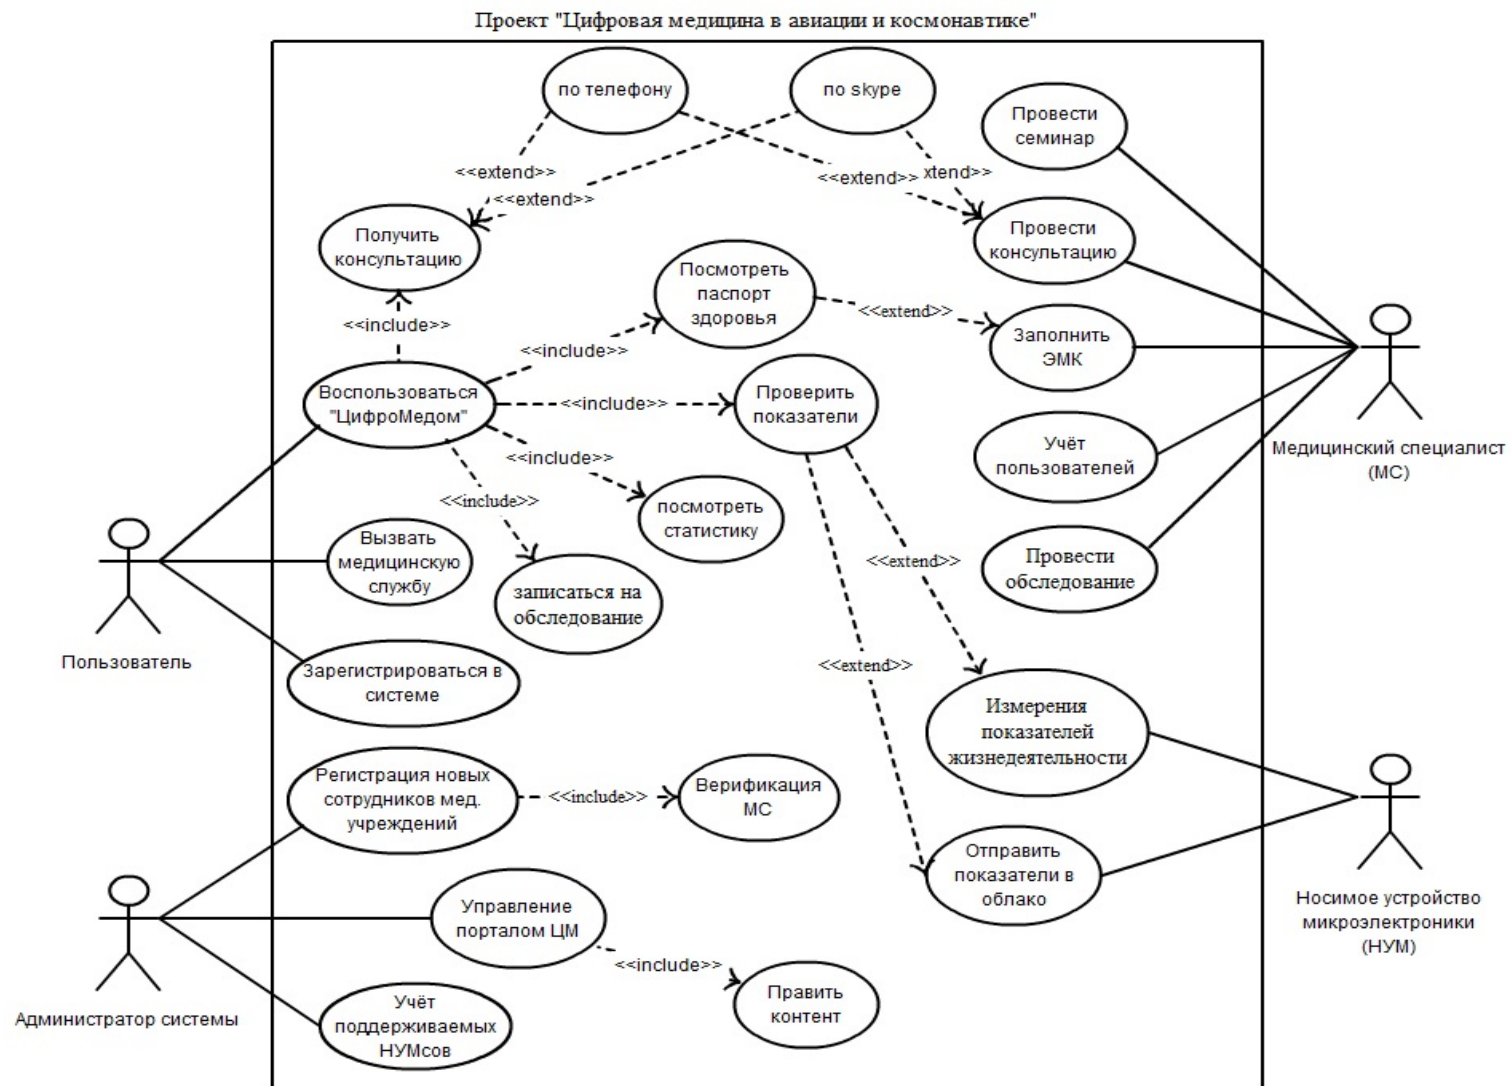 Проект "Цифровая медицина в авиации и космонавтике"
по телефону
по skype
Провести
семинар
<<extend>>
<<extend>>
<<extend>>
xtend>>
Получить
консультацию
Провести
консультацию
<<include>>
Посмотреть
паспорт
здоровья
<<extend>>
Заполнить
ЭМК
<<include>>
Воспользоваться
"ЦифроМедом"
<<include>>
Проверить
показатели
Медицинский специалист
(МС)
Учёт
пользователей
<<include>>
<<include>>
посмотреть
статистику
Вызвать
медицинскую
службу
записаться на
обследование
<<extend>>
Провести
обследование
Пользователь
Зарегистрироваться в
системе
<<extend>>
Измерения
показателей
жизнедеятельности
Регистрация новых
сотрудников мед.
учреждений
<<include>>
Верификация
МС
Отправить
показатели в
облако
Носимое устройство
микроэлектроники
(НУМ)
Управление
порталом ЦМ
<<include>>
Править
контент
Администратор системы
Учёт
поддерживаемых
НУМсов